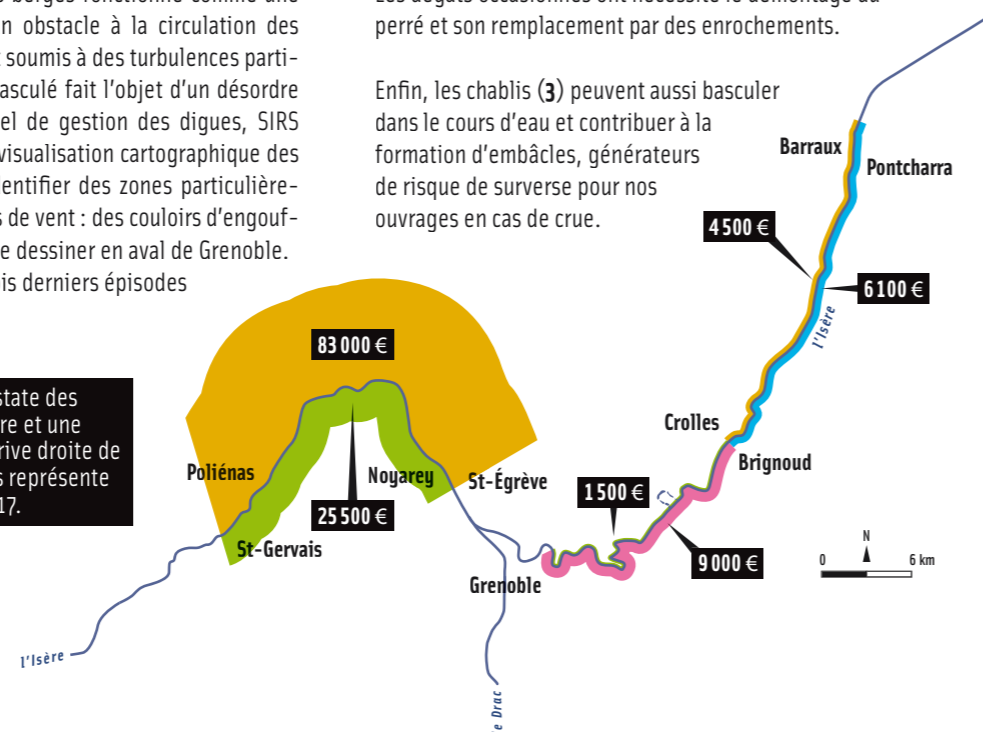 berges fonctionne comme une
n obstacle à la circulation des
soumis à des turbulences parti-
asculé fait l'objet d'un désordre
el de gestion des digues, SIRS
visualisation cartographique des
dentifier des zones particulière-
s de vent : des couloirs d'engouf-
e dessiner en aval de Grenoble.
is derniers épisodes
perré et son remplacement par des enrochements.
Enfin, les chablis (3) peuvent aussi basculer
dans le cours d'eau et contribuer à la
formation d'embâcles, générateurs
de risque de surverse pour nos
ouvrages en cas de crue.
state des
re et une
rive droite de
s représente
17.
Barraux
Pontcharra
4 500 €
6 100 €
l'Isère
Crolles
Brignoud
83 000 €
Poliénas
Noyarey
St-Égrève
25 500 €
St-Gervais
1 500 €
9 000 €
Grenoble
N
0 6 km
l'Isère
e Drac